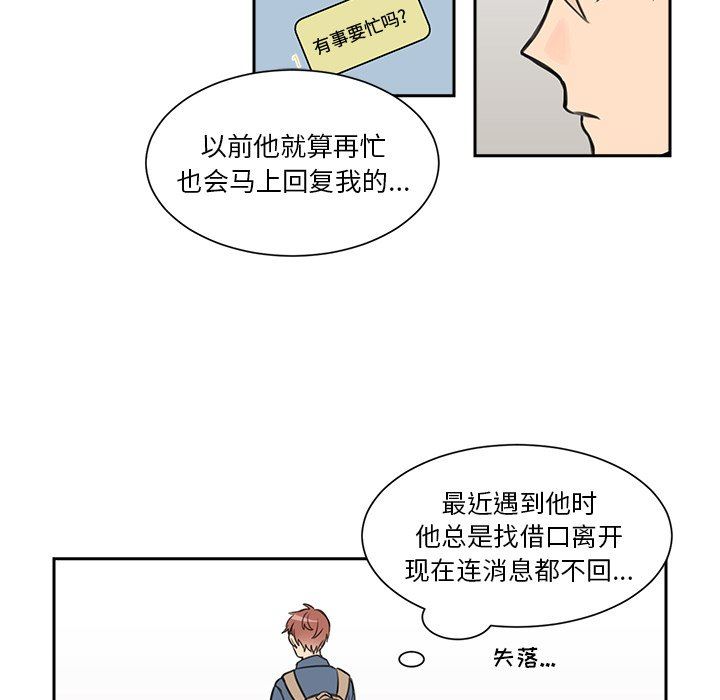 有事要忙吗?
1
以前他就算再忙
也会马上回复我的...
最近遇到他时
他总是找借口离开
现在连消息都不回...
失落...